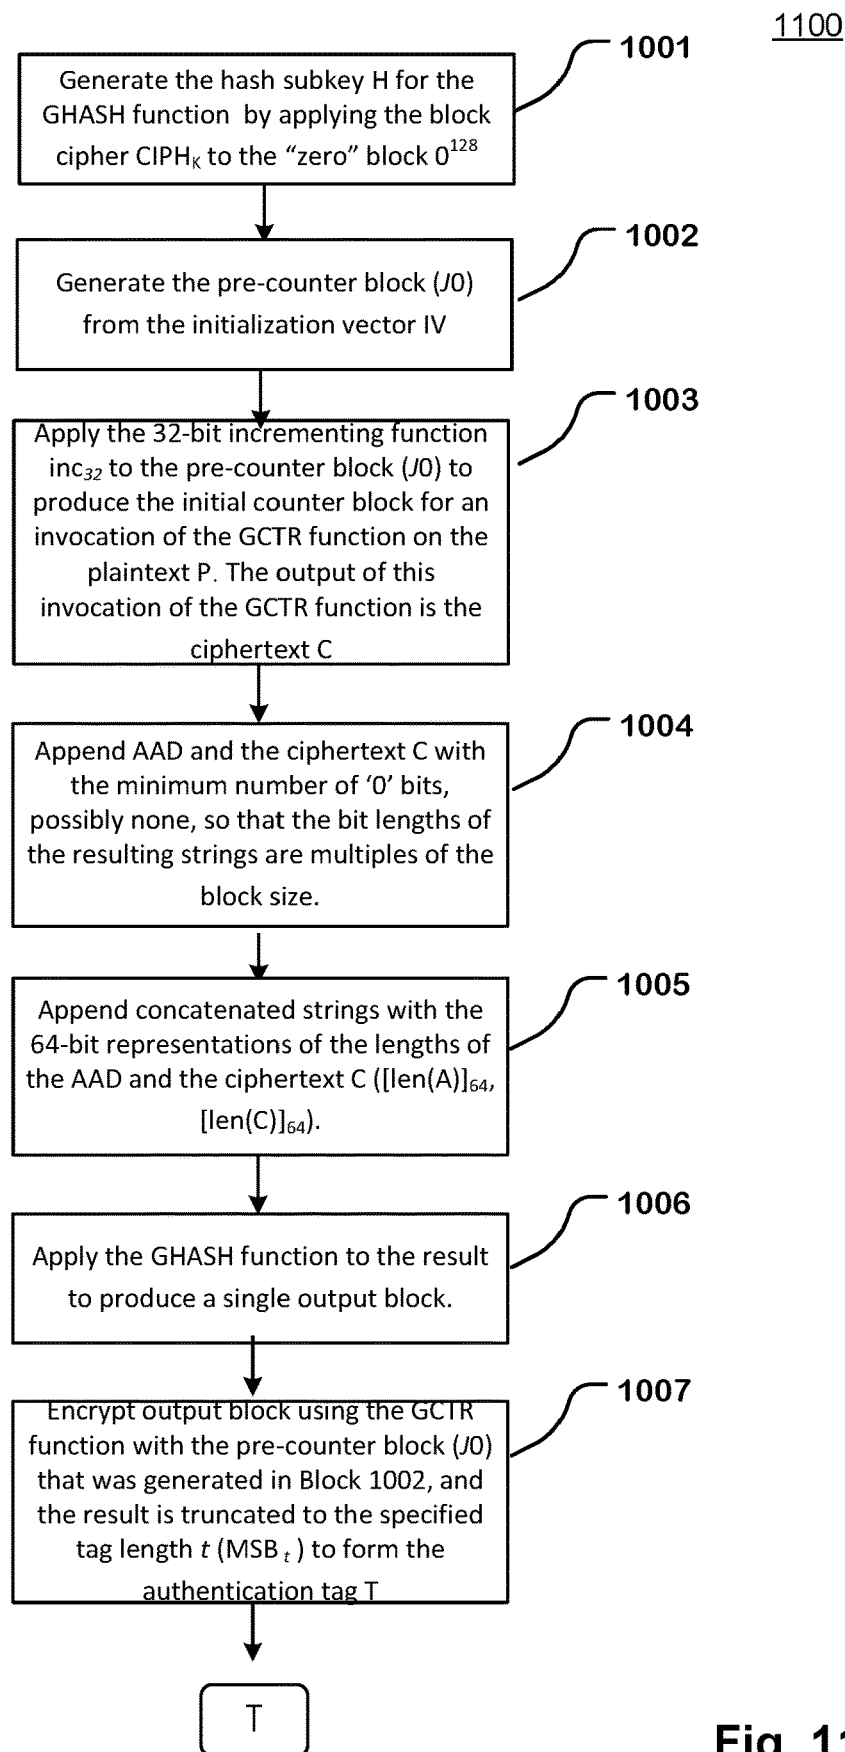 1100
1001
Generate the hash subkey H for the
GHASH function by applying the block
cipher CIPHK to the “zero” block 0128
1002
Generate the pre-counter block (J0)
from the initialization vector IV
1003
Apply the 32-bit incrementing function
inc32 to the pre-counter block (J0) to
produce the initial counter block for an
invocation of the GCTR function on the
plaintext P. The output of this
invocation of the GCTR function is the
ciphertext C
1004
Append AAD and the ciphertext C with
the minimum number of ‘0’ bits,
possibly none, so that the bit lengths of
the resulting strings are multiples of the
block size.
1005
Append concatenated strings with the
64-bit representations of the lengths of
the AAD and the ciphertext C ([len(A)]64,
[len(C)]64).
1006
Apply the GHASH function to the result
to produce a single output block.
1007
Encrypt output block using the GCTR
function with the pre-counter block (J0)
that was generated in Block 1002, and
the result is truncated to the specified
tag length t (MSB t ) to form the
authentication tag T
T
Fig. 11